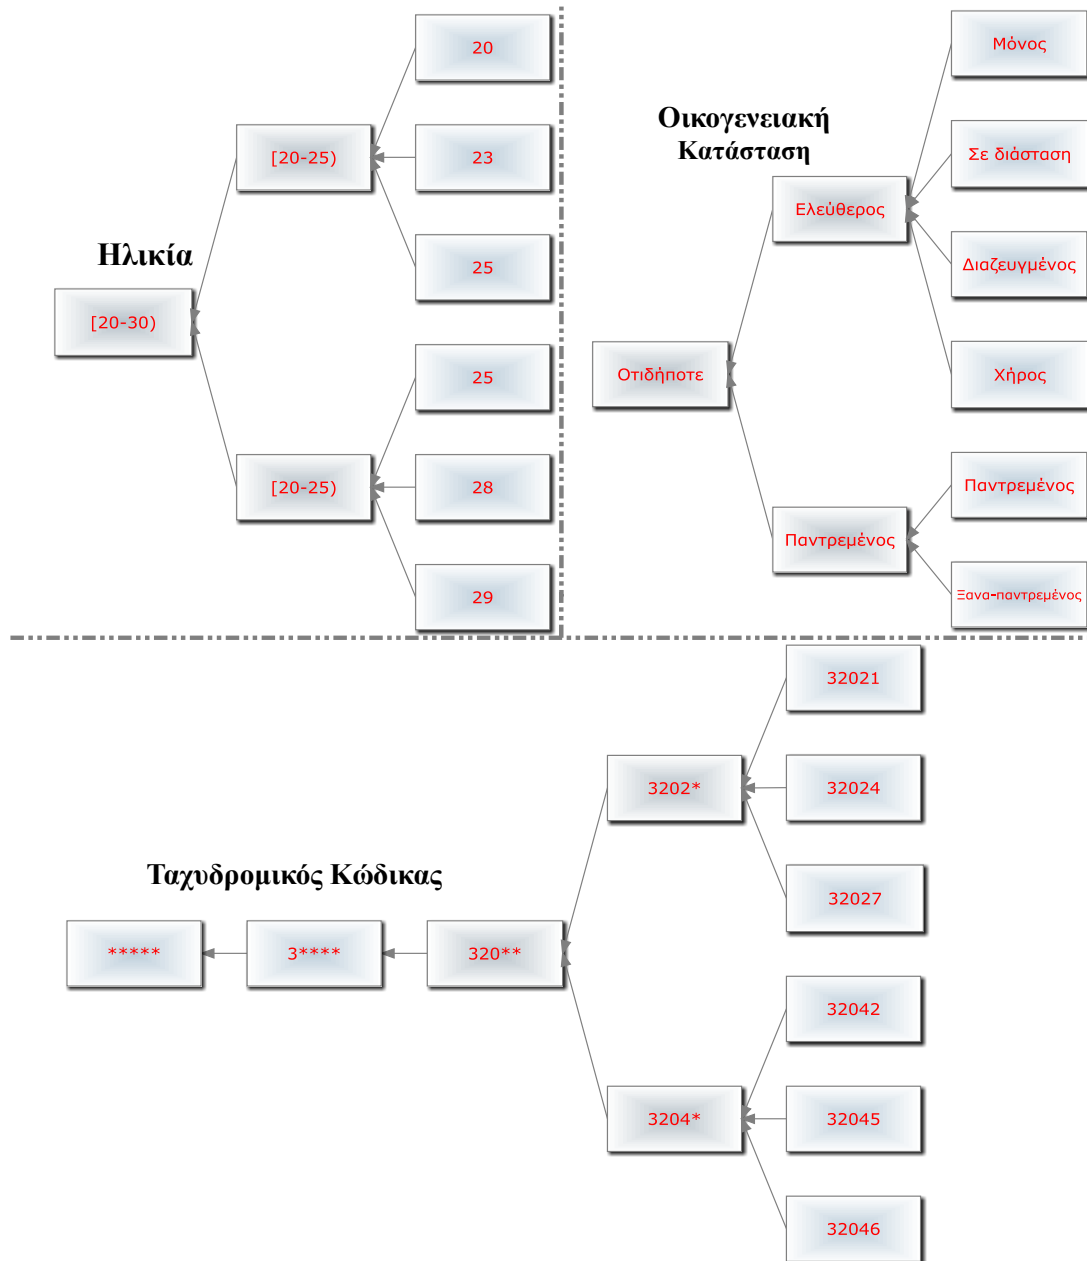 Ηλικία
[20-30)
[20-25)
[20-25)
20
23
25
25
28
29
Οικογενειακή
Κατάσταση
Οτιδήποτε
Ελεύθερος
Παντρεμένος
Μόνος
Σε διάσταση
Διαζευγμένος
Χήρος
Παντρεμένος
Ξανα-παντρεμένος
Ταχυδρομικός Κώδικας
*****
3****
320**
3202*
3204*
32021
32024
32027
32042
32045
32046